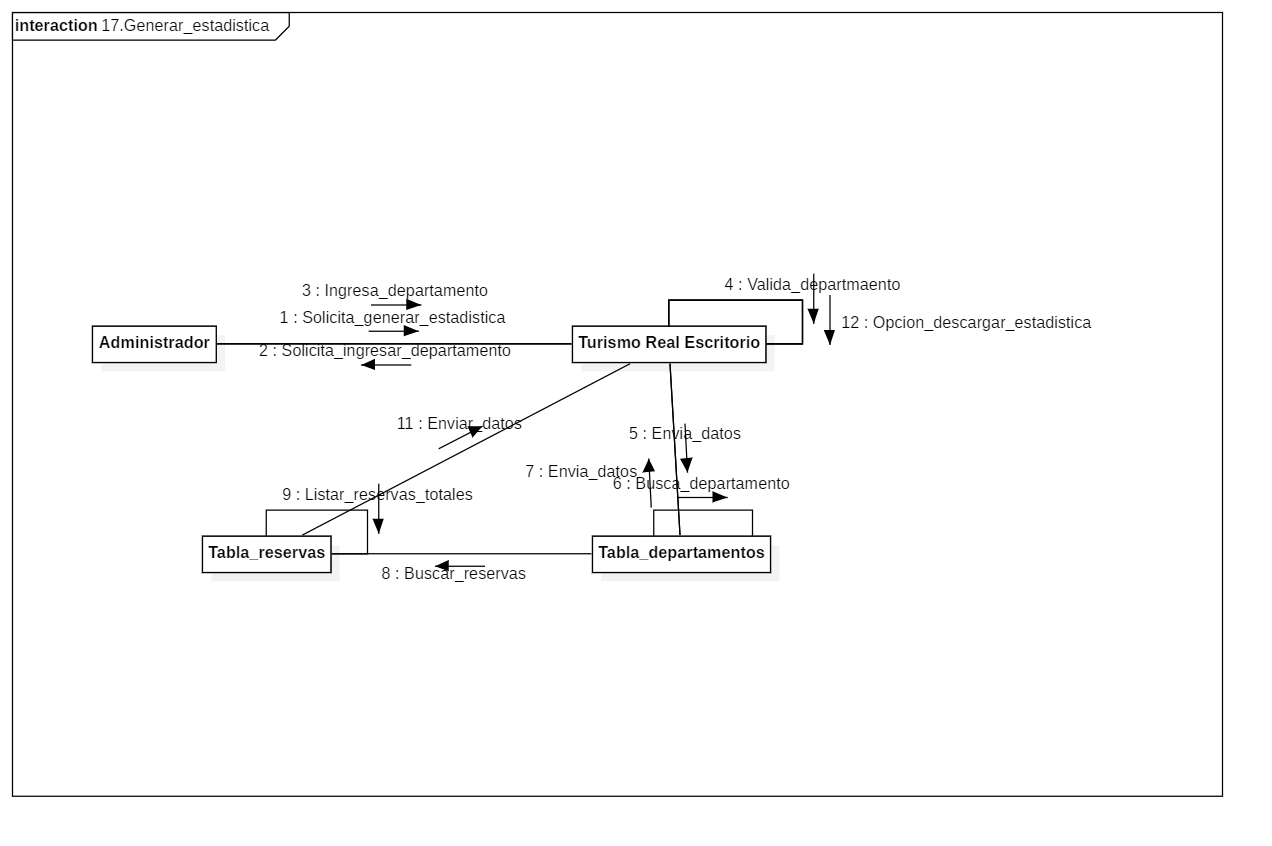 interaction 17.Generar_estadistica
4 : Valida_departmaento
3 : Ingresa_departamento
1 : Solicita_generar_estadistica
12 : Opcion_descargar_estadistica
Administrador
Turismo Real Escritorio
2 : Solicita_ingresar_departamento
11 : Enviar_datos
5 : Envia_datos
7 : Envia_datos
6 : Busca_departamento
9 : Listar_reservas_totales
Tabla_reservas
Tabla_departamentos
8 : Buscar_reservas